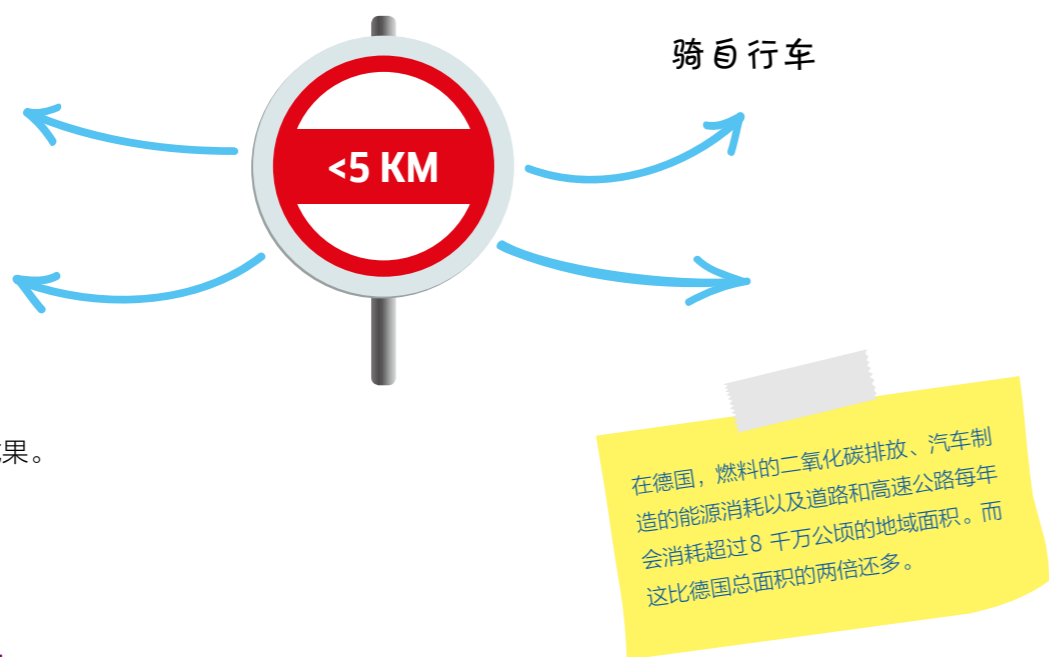 骑自行车
<5 KM
果。
在德国，燃料的二氧化碳排放、汽车制
造的能源消耗以及道路和高速公路每年
会消耗超过8 千万公顷的地域面积。而
这比德国总面积的两倍还多。